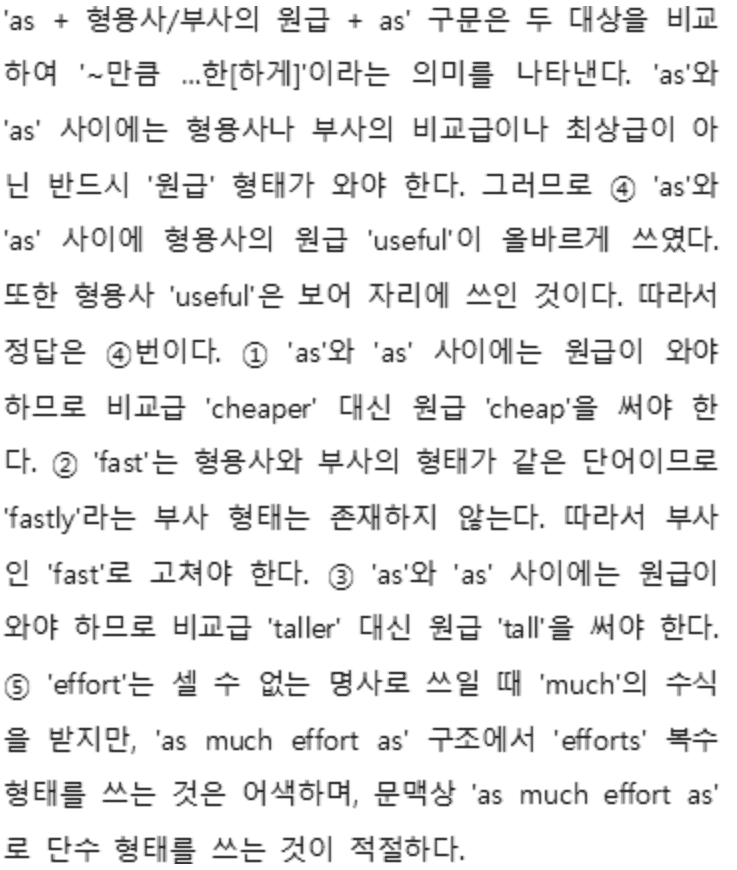 'as + 형용사/부사의 원급 + as' 구문은 두 대상을 비교
하여 '~만큼 …한[하게]'이라는 의미를 나타낸다. 'as'와
'as' 사이에는 형용사나 부사의 비교급이나 최상급이 아
닌 반드시 '원급' 형태가 와야 한다. 그러므로 ④ 'as'와
'as' 사이에 형용사의 원급 'useful'이 올바르게 쓰였다.
또한 형용사 'useful'은 보어 자리에 쓰인 것이다. 따라서
정답은 ④번이다. ① 'as'와 'as' 사이에는 원급이 와야
하므로 비교급 'cheaper' 대신 원급 'cheap'을 써야 한
다. ② 'fast'는 형용사와 부사의 형태가 같은 단어이므로
'fastly'라는 부사 형태는 존재하지 않는다. 따라서 부사
인 'fast'로 고쳐야 한다. ③ 'as'와 'as' 사이에는 원급이
와야 하므로 비교급 'taller' 대신 원급 'tall'을 써야 한다.
⑤ 'effort'는 셀 수 없는 명사로 쓰일 때 'much'의 수식
을 받지만, 'as much effort as' 구조에서 'efforts' 복수
형태를 쓰는 것은 어색하며, 문맥상 'as much effort as'
로 단수 형태를 쓰는 것이 적절하다.